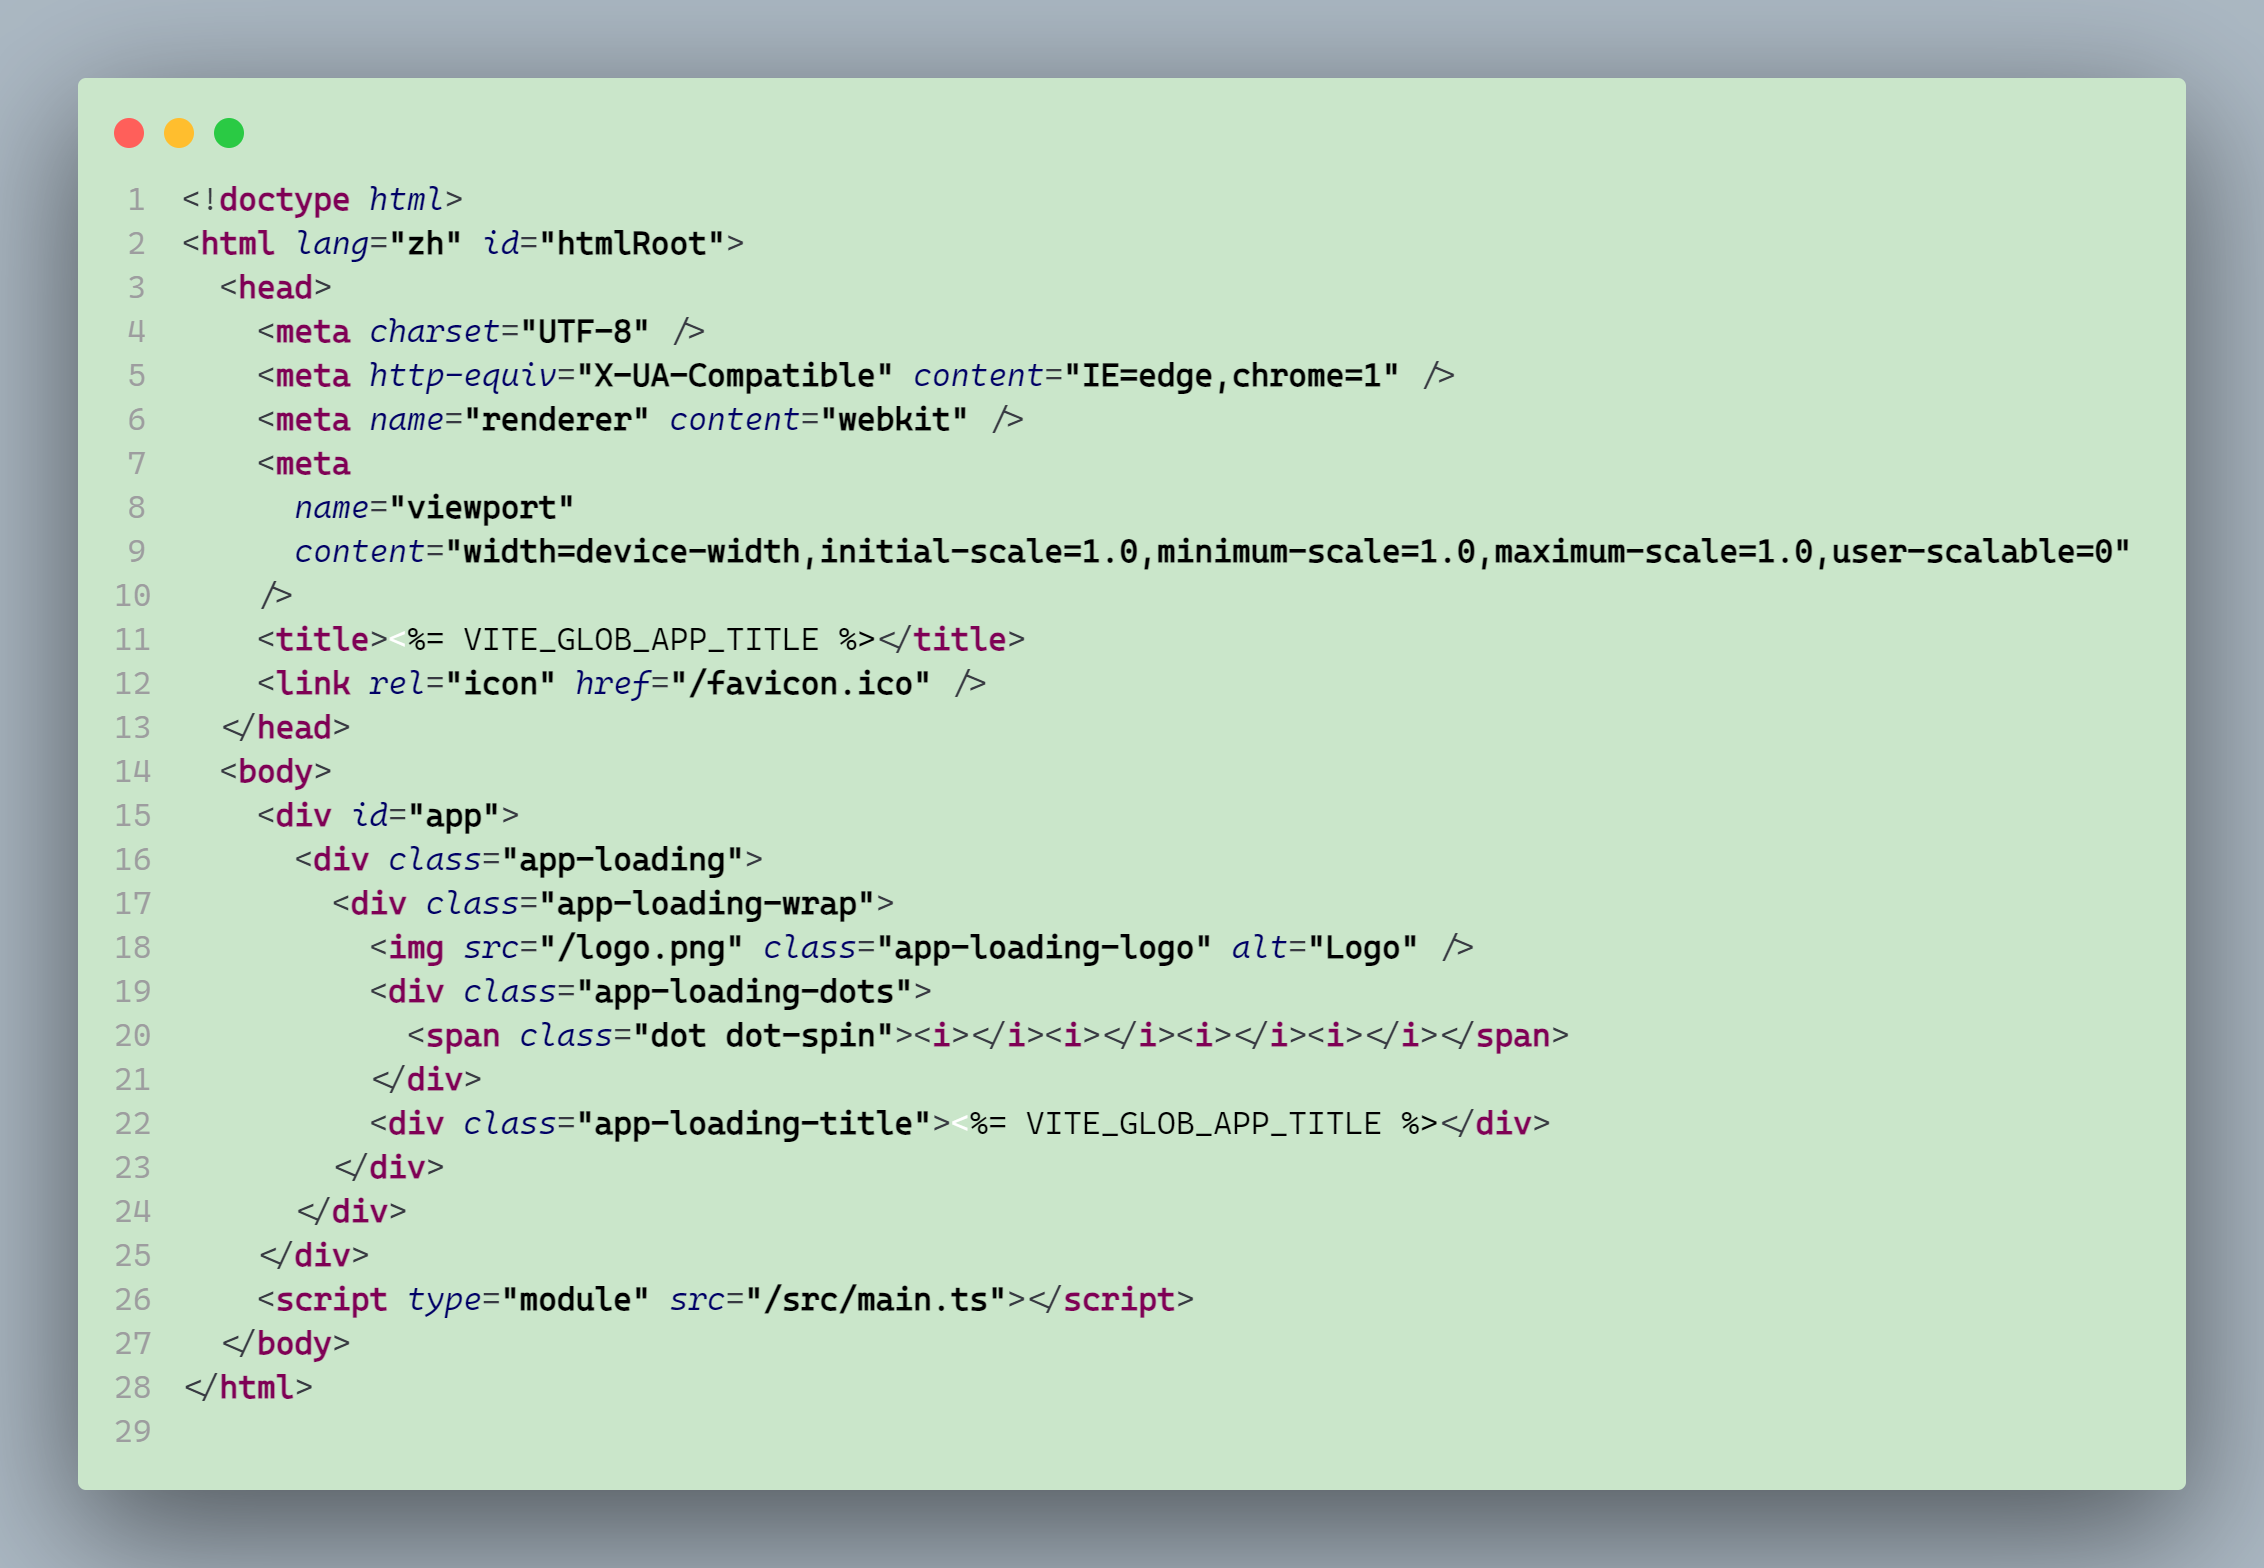 1 <!doctype html>
2 <html lang="zh" id="htmlRoot">
3   <head>
4     <meta charset="UTF-8" />
5     <meta http-equiv="X-UA-Compatible" content="IE=edge,chrome=1" />
6     <meta name="renderer" content="webkit" />
7     <meta
8       name="viewport"
9       content="width=device-width,initial-scale=1.0,minimum-scale=1.0,maximum-scale=1.0,user-scalable=0"
10     />
11     <title><%= VITE_GLOB_APP_TITLE %></title>
12     <link rel="icon" href="/favicon.ico" />
13   </head>
14   <body>
15     <div id="app">
16       <div class="app-loading">
17         <div class="app-loading-wrap">
18           <img src="/logo.png" class="app-loading-logo" alt="Logo" />
19           <div class="app-loading-dots">
20             <span class="dot dot-spin"><i></i><i></i><i></i><i></i></span>
21           </div>
22           <div class="app-loading-title"><%= VITE_GLOB_APP_TITLE %></div>
23         </div>
24       </div>
25     </div>
26     <script type="module" src="/src/main.ts"></script>
27   </body>
28 </html>
29